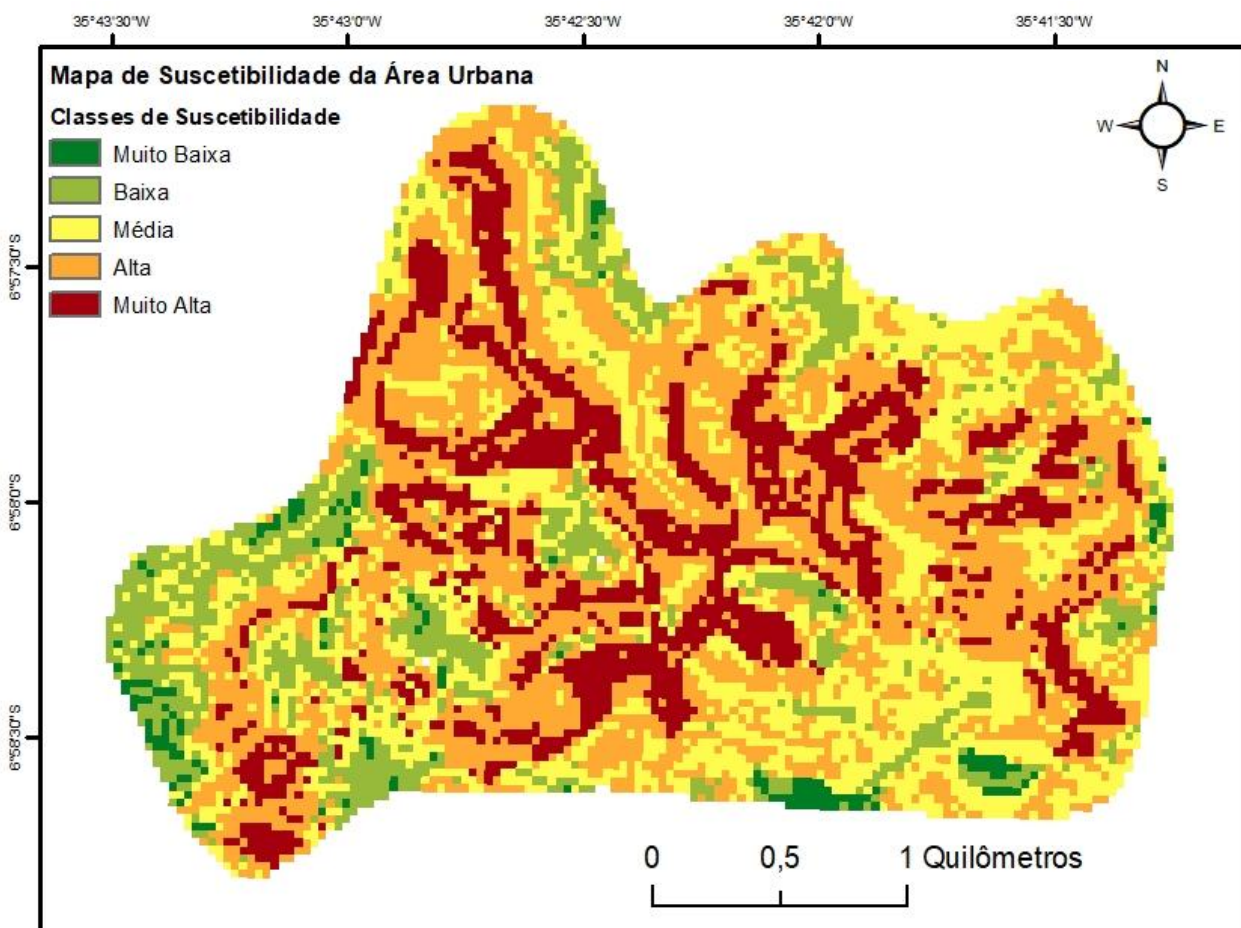 35°43'30"W 35°43'0"W 35°42'30"W 35°42'0"W 35°41'30"W
Mapa de Suscetibilidade da Área Urbana
Classes de Suscetibilidade
Muito Baixa
Baixa
Média
Alta
Muito Alta
N
W E
S
6°57'30"S
6°58'0"S
6°58'30"S
0 0,5 1 Quilômetros